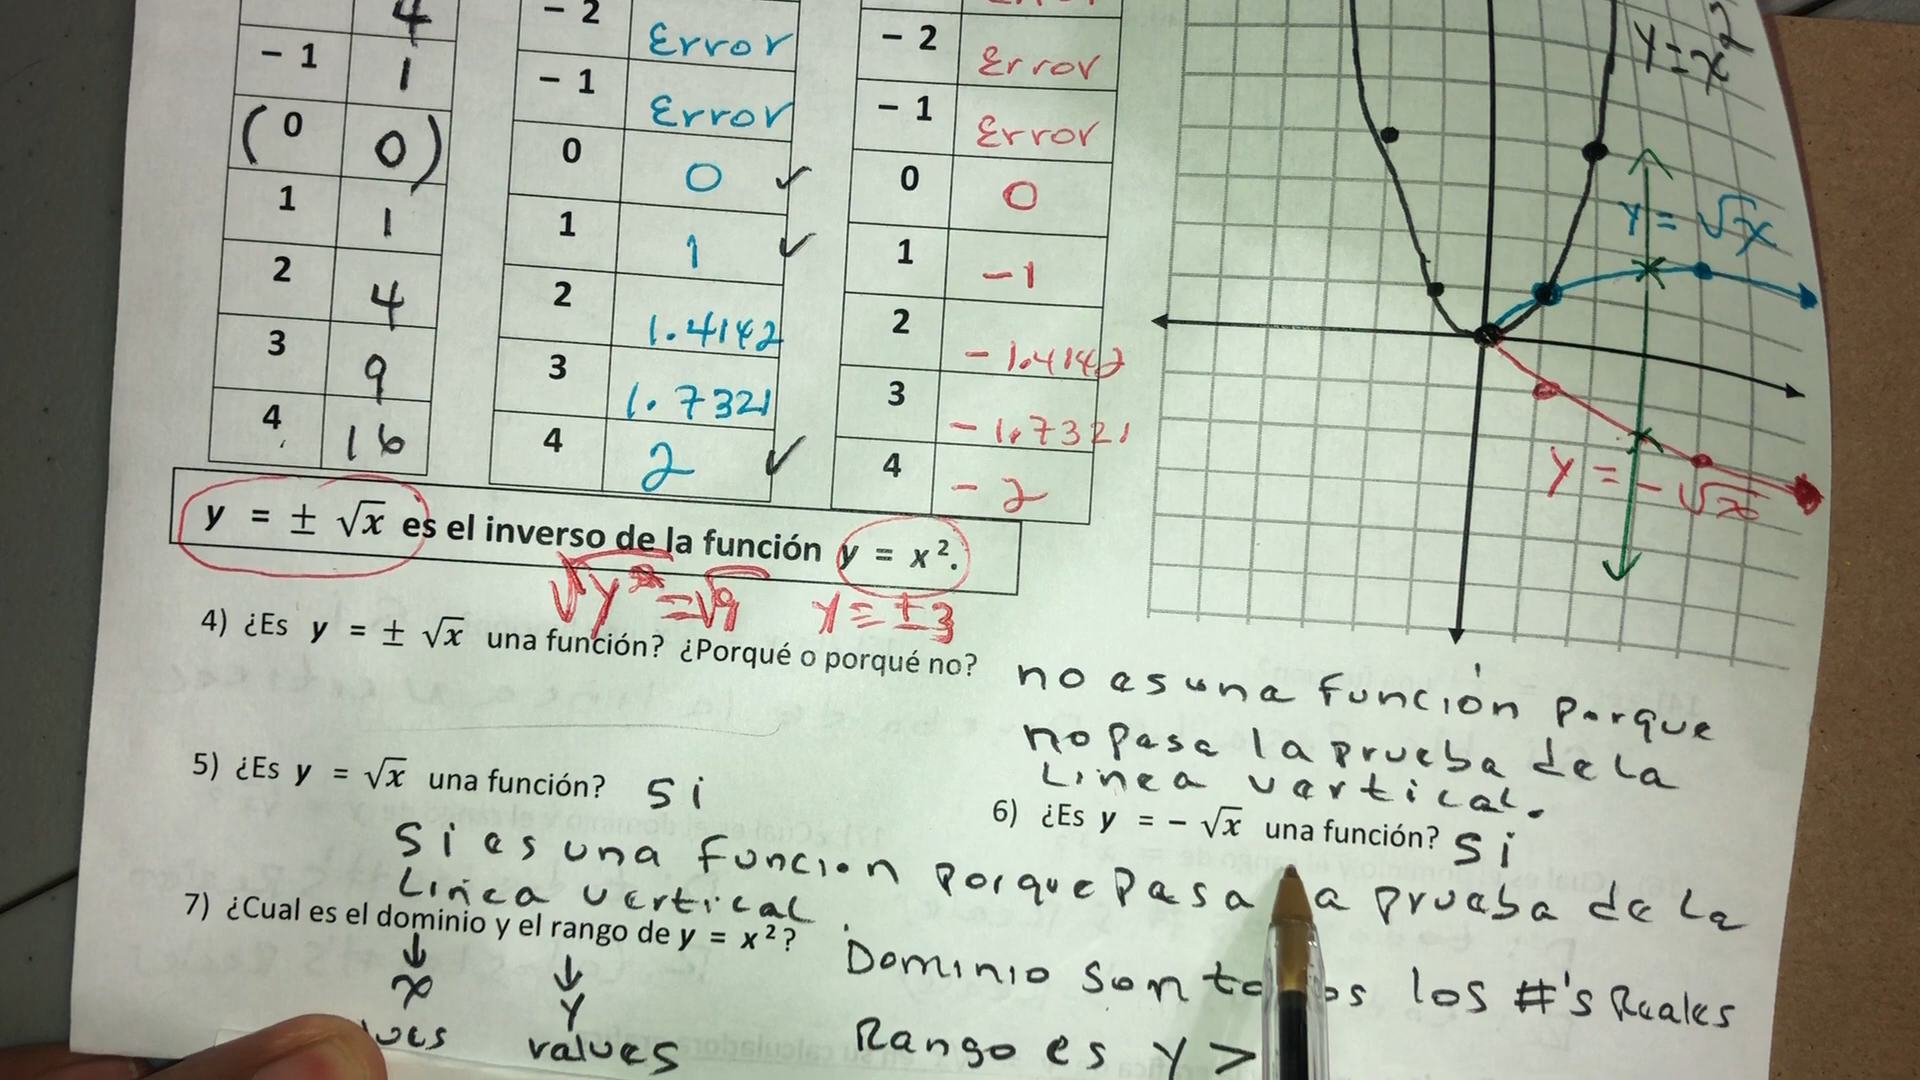 4
- 1 1
(0 0)
1 1
2 4
3 9
4 16
- 2 Error
- 1 Error
0 0 ✓
1 1 ✓
2 1.4142
3 1.7321
4 2 ✓
- 2 Error
- 1 Error
0 0
1 -1
2 -1.4142
3 -1.7321
4 -2
y = x²
y = √x
y = -√x
y = ± √x es el inverso de la función y = x².
√y² = √9 y = ±3
4) ¿Es y = ± √x una función? ¿Porqué o porqué no?
no es una función porque
no pasa la prueba de la
Linea vertical.
5) ¿Es y = √x una función? Si
6) ¿Es y = - √x una función? Si
Si es una función porque pasa la prueba de la
Linea vertical.
7) ¿Cual es el dominio y el rango de y = x²?
↓ ↓
x y
values
Dominio son todos los #'s Reales
Rango es y >